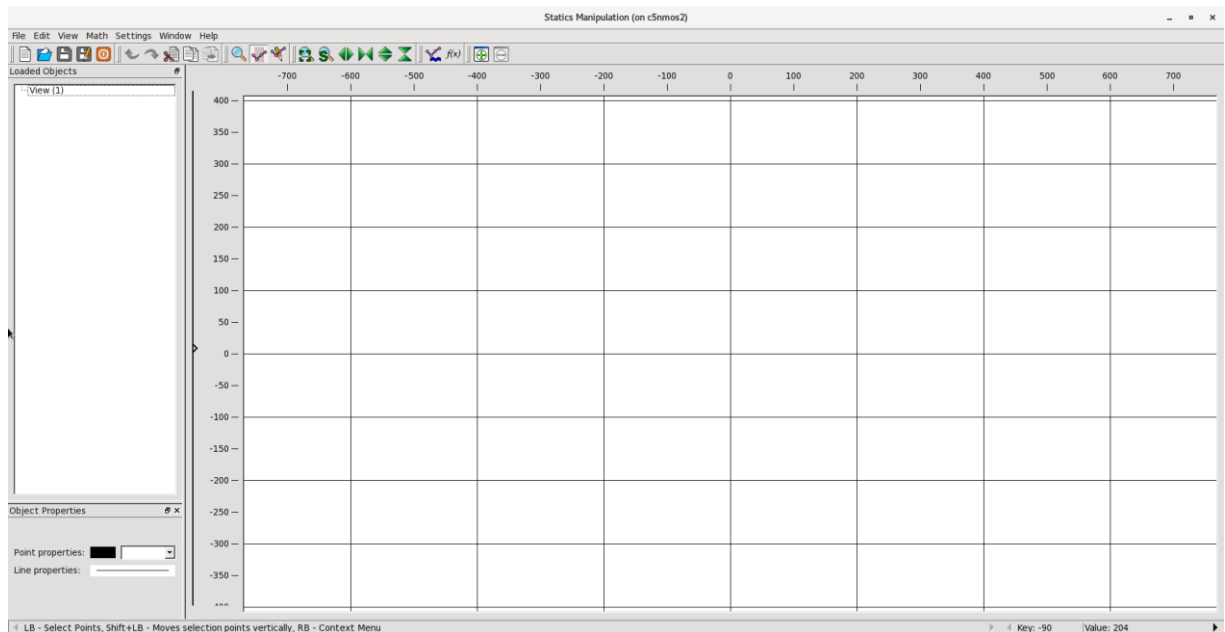 Statics Manipulation (on c5nmos2)
File Edit View Math Settings Window Help
f(x)
Loaded Objects
View (1)
-700 -600 -500 -400 -300 -200 -100 0 100 200 300 400 500 600 700
400
350
300
250
200
150
100
50
0
-50
-100
-150
-200
-250
-300
-350
Object Properties
Point properties:
Line properties:
LB - Select Points, Shift+LB - Moves selection points vertically, RB - Context Menu
Key: -90 Value: 204